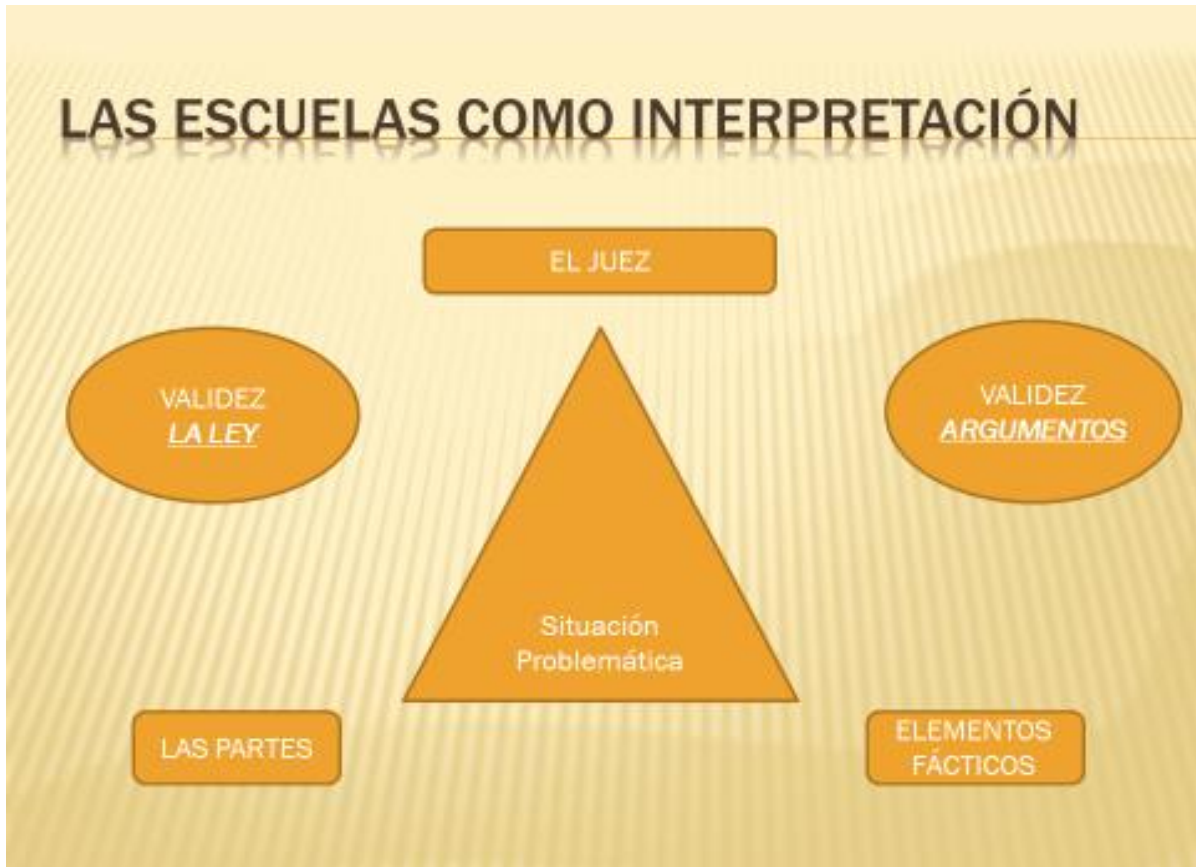 LAS ESCUELAS COMO INTERPRETACIÓN
EL JUEZ
VALIDEZ
LA LEY
VALIDEZ
ARGUMENTOS
Situación
Problemática
LAS PARTES
ELEMENTOS
FÁCTICOS